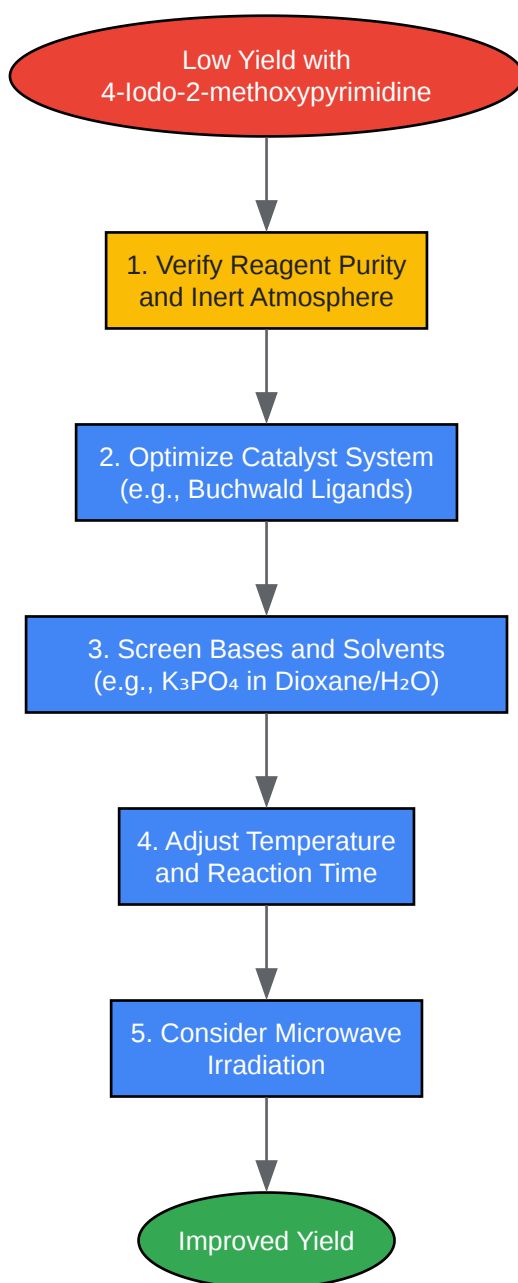 Low Yield with
4-Iodo-2-methoxypyrimidine
1. Verify Reagent Purity
and Inert Atmosphere
2. Optimize Catalyst System
(e.g., Buchwald Ligands)
3. Screen Bases and Solvents
(e.g., K₃PO₄ in Dioxane/H₂O)
4. Adjust Temperature
and Reaction Time
5. Consider Microwave
Irradiation
Improved Yield